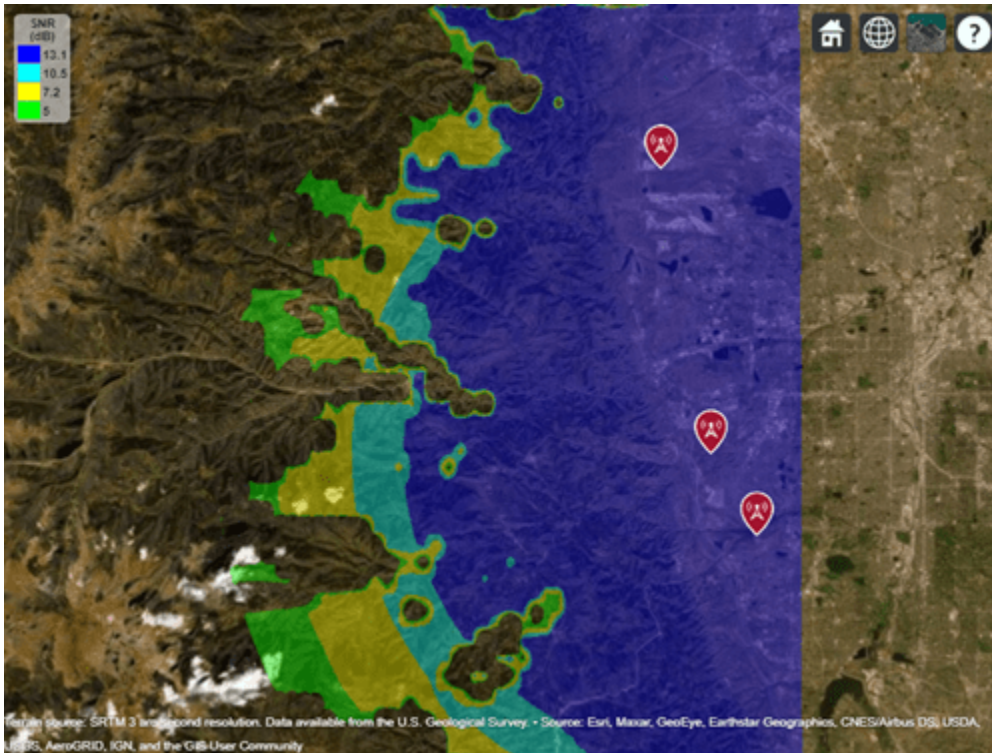 SNR
(dB)
13.1
10.5
7.2
5
?
Terrain source: SRTM 3 arc-second resolution. Data available from the U.S. Geological Survey. • Source: Esri, Maxar, GeoEye, Earthstar Geographics, CNES/Airbus DS, USDA,
USGS, AeroGRID, IGN, and the GIS User Community